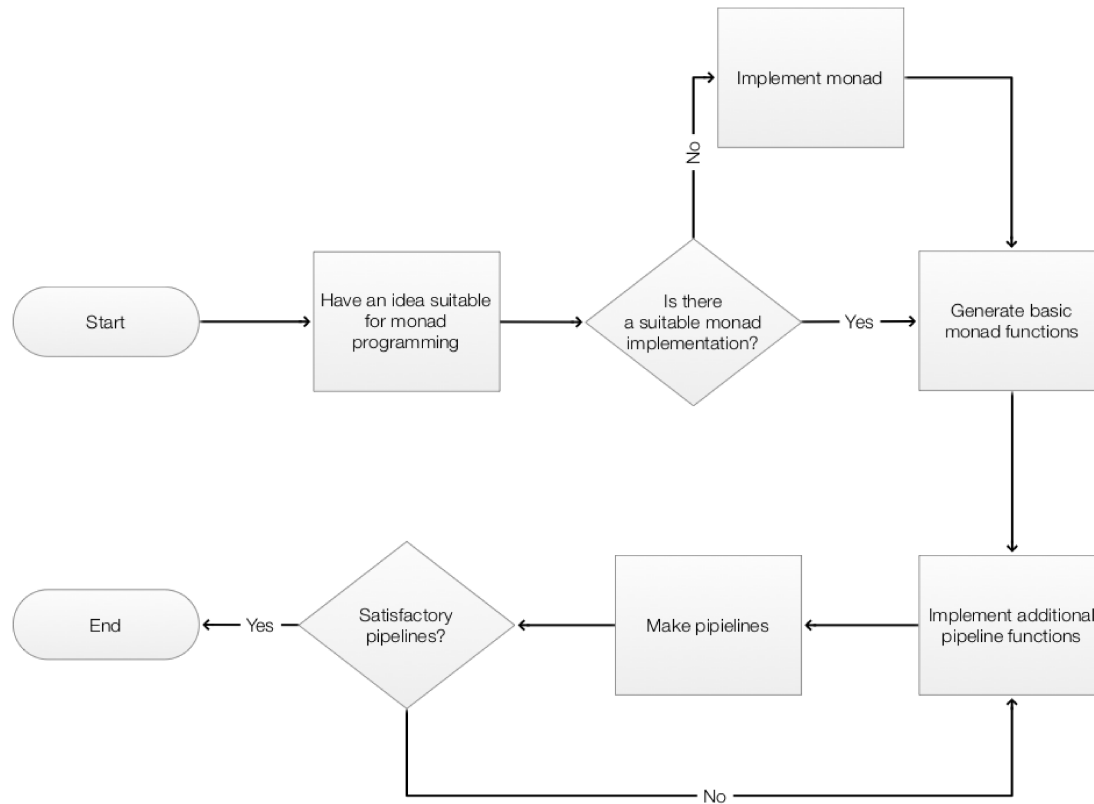 Implement monad
No
Start
Have an idea suitable
for monad
programming
Is there
a suitable monad
implementation?
Yes
Generate basic
monad functions
End
Yes
Satisfactory
pipelines?
Make pipielines
Implement additional
pipeline functions
No